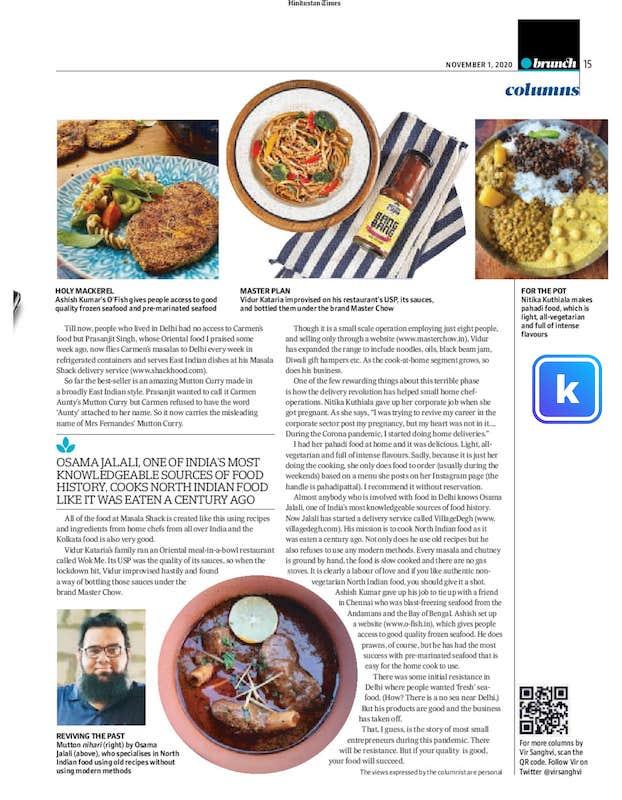 Hindustan Times
NOVEMBER 1, 2020
brunch
15
columns
HOLY MACKEREL
Ashish Kumar's O'Fish gives people access to good
quality frozen seafood and pre-marinated seafood
MASTER PLAN
Vidur Kataria improvised on his restaurant's USP, its sauces,
and bottled them under the brand Master Chow
FOR THE POT
Nitika Kuthiala makes
pahadi food, which is
light, all-vegetarian
and full of intense
flavours
BANG
BANG
k
Till now, people who lived in Delhi had no access to Carmen's
food but Prasanjit Singh, whose Oriental food I praised some
week ago, now flies Carmen's masalas to Delhi every week in
refrigerated containers and serves East Indian dishes at his Masala
Shack delivery service (www.shackhood.com).
So far the best-seller is an amazing Mutton Curry made in
a broadly East Indian style. Prasanjit wanted to call it Carmen
Aunty's Mutton Curry but Carmen refused to have the word
'Aunty' attached to her name. So it now carries the misleading
name of Mrs Fernandes' Mutton Curry.
OSAMA JALALI, ONE OF INDIA'S MOST
KNOWLEDGEABLE SOURCES OF FOOD
HISTORY, COOKS NORTH INDIAN FOOD
LIKE IT WAS EATEN A CENTURY AGO
All of the food at Masala Shack is created like this using recipes
and ingredients from home chefs from all over India and the
Kolkata food is also very good.
Vidur Kataria's family ran an Oriental meal-in-a-bowl restaurant
called Wok Me. Its USP was the quality of its sauces, so when the
lockdown hit, Vidur improvised hastily and found
a way of bottling those sauces under the
brand Master Chow.
REVIVING THE PAST
Mutton nihari (right) by Osama
Jalali (above), who specialises in North
Indian food using old recipes without
using modern methods
Though it is a small scale operation employing just eight people,
and selling only through a website (www.masterchow.in), Vidur
has expanded the range to include noodles, oils, black bean jam,
Diwali gift hampers etc. As the cook-at-home segment grows, so
does his business.
One of the few rewarding things about this terrible phase
is how the delivery revolution has helped small home chef-
operations. Nitika Kuthiala gave up her corporate job when she
got pregnant. As she says, "I was trying to revive my career in the
corporate sector post my pregnancy, but my heart was not in it....
During the Corona pandemic, I started doing home deliveries."
I had her pahadi food at home and it was delicious. Light, all-
vegetarian and full of intense flavours. Sadly, because it is just her
doing the cooking, she only does food to order (usually during the
weekends) based on a menu she posts on her Instagram page (the
handle is pahadipattal). I recommend it without reservation.
Almost anybody who is involved with food in Delhi knows Osama
Jalali, one of India's most knowledgeable sources of food history.
Now Jalali has started a delivery service called VillageDegh (www.
villagedegh.com). His mission is to cook North Indian food as it
was eaten a century ago. Not only does he use old recipes but he
also refuses to use any modern methods. Every masala and chutney
is ground by hand, the food is slow cooked and there are no gas
stoves. It is clearly a labour of love and if you like authentic non-
vegetarian North Indian food, you should give it a shot.
Ashish Kumar gave up his job to tie up with a friend
in Chennai who was blast-freezing seafood from the
Andamans and the Bay of Bengal. Ashish set up
a website (www.o-fish.in), which gives people
access to good quality frozen seafood. He does
prawns, of course, but he has had the most
success with pre-marinated seafood that is
easy for the home cook to use.
There was some initial resistance in
Delhi where people wanted 'fresh' sea-
food. (How? There is a no sea near Delhi.)
But his products are good and the business
has taken off.
That, I guess, is the story of most small
entrepreneurs during this pandemic. There
will be resistance. But if your quality is good,
your food will succeed.
The views expressed by the columnist are personal
For more columns by
Vir Sanghvi, scan the
QR code. Follow Vir on
Twitter @virsanghvi